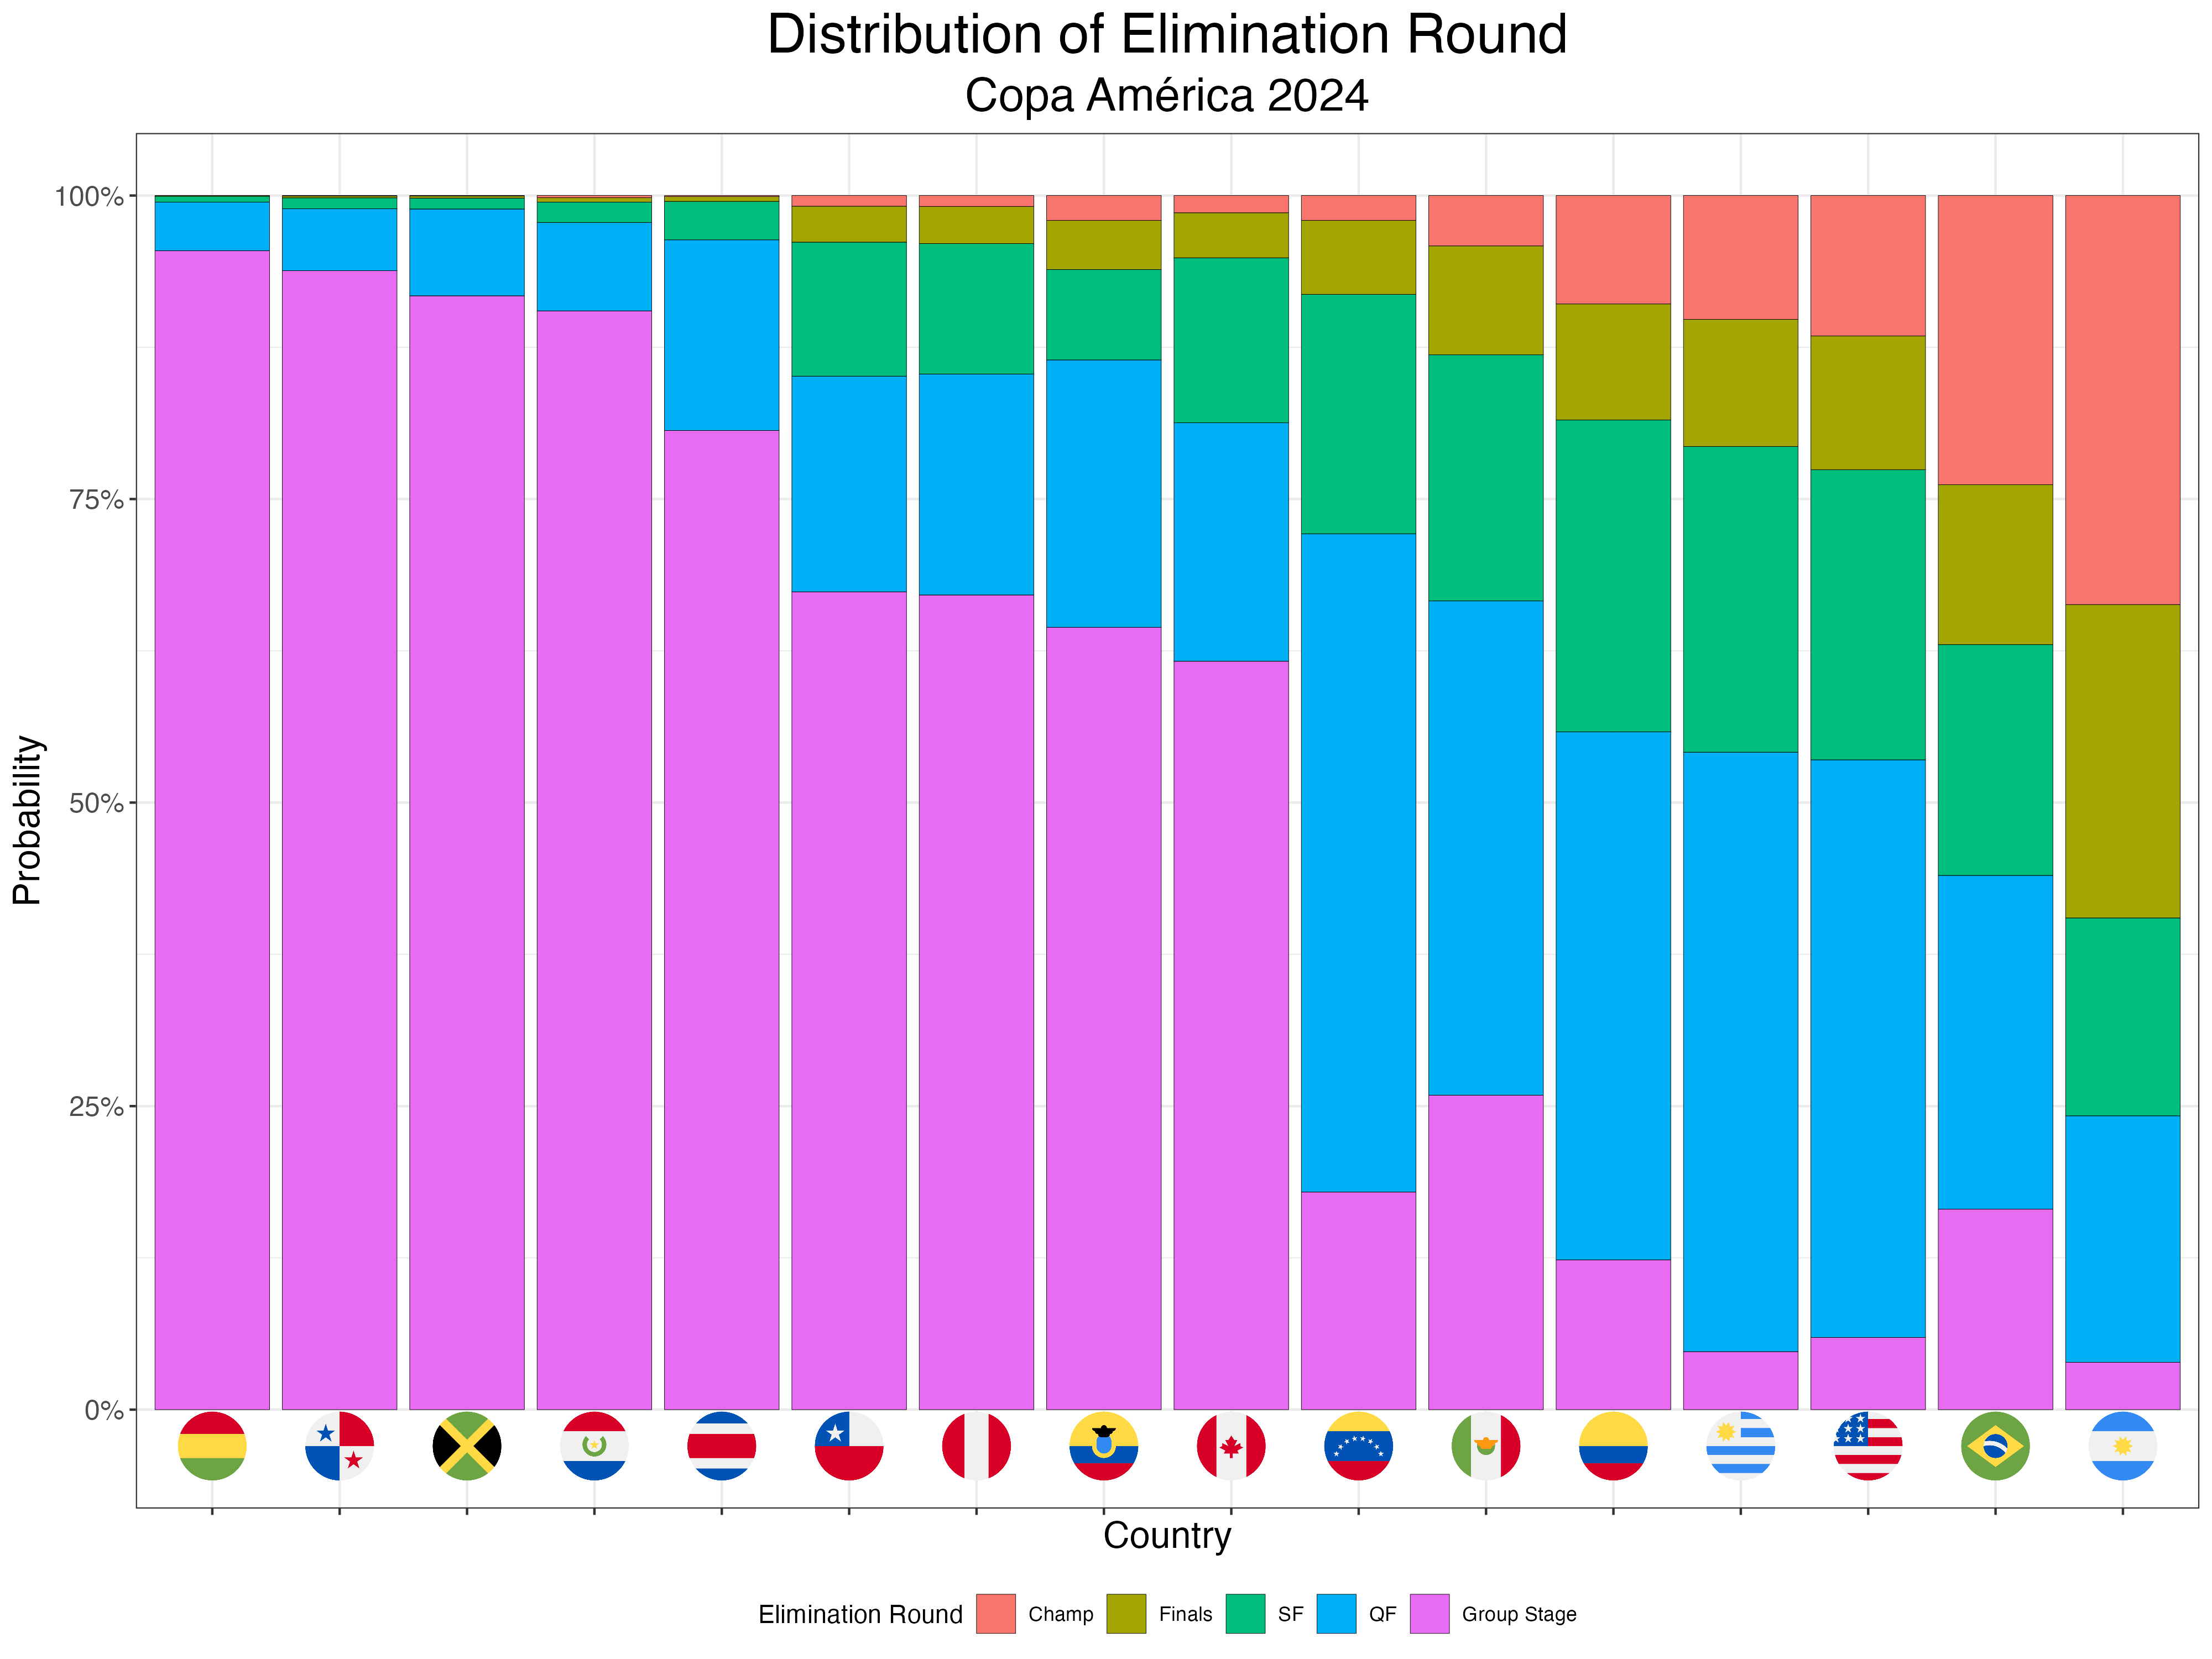 Distribution of Elimination Round
Copa América 2024
Probability
100%
75%
50%
25%
0%
Country
Elimination Round Champ Finals SF QF Group Stage